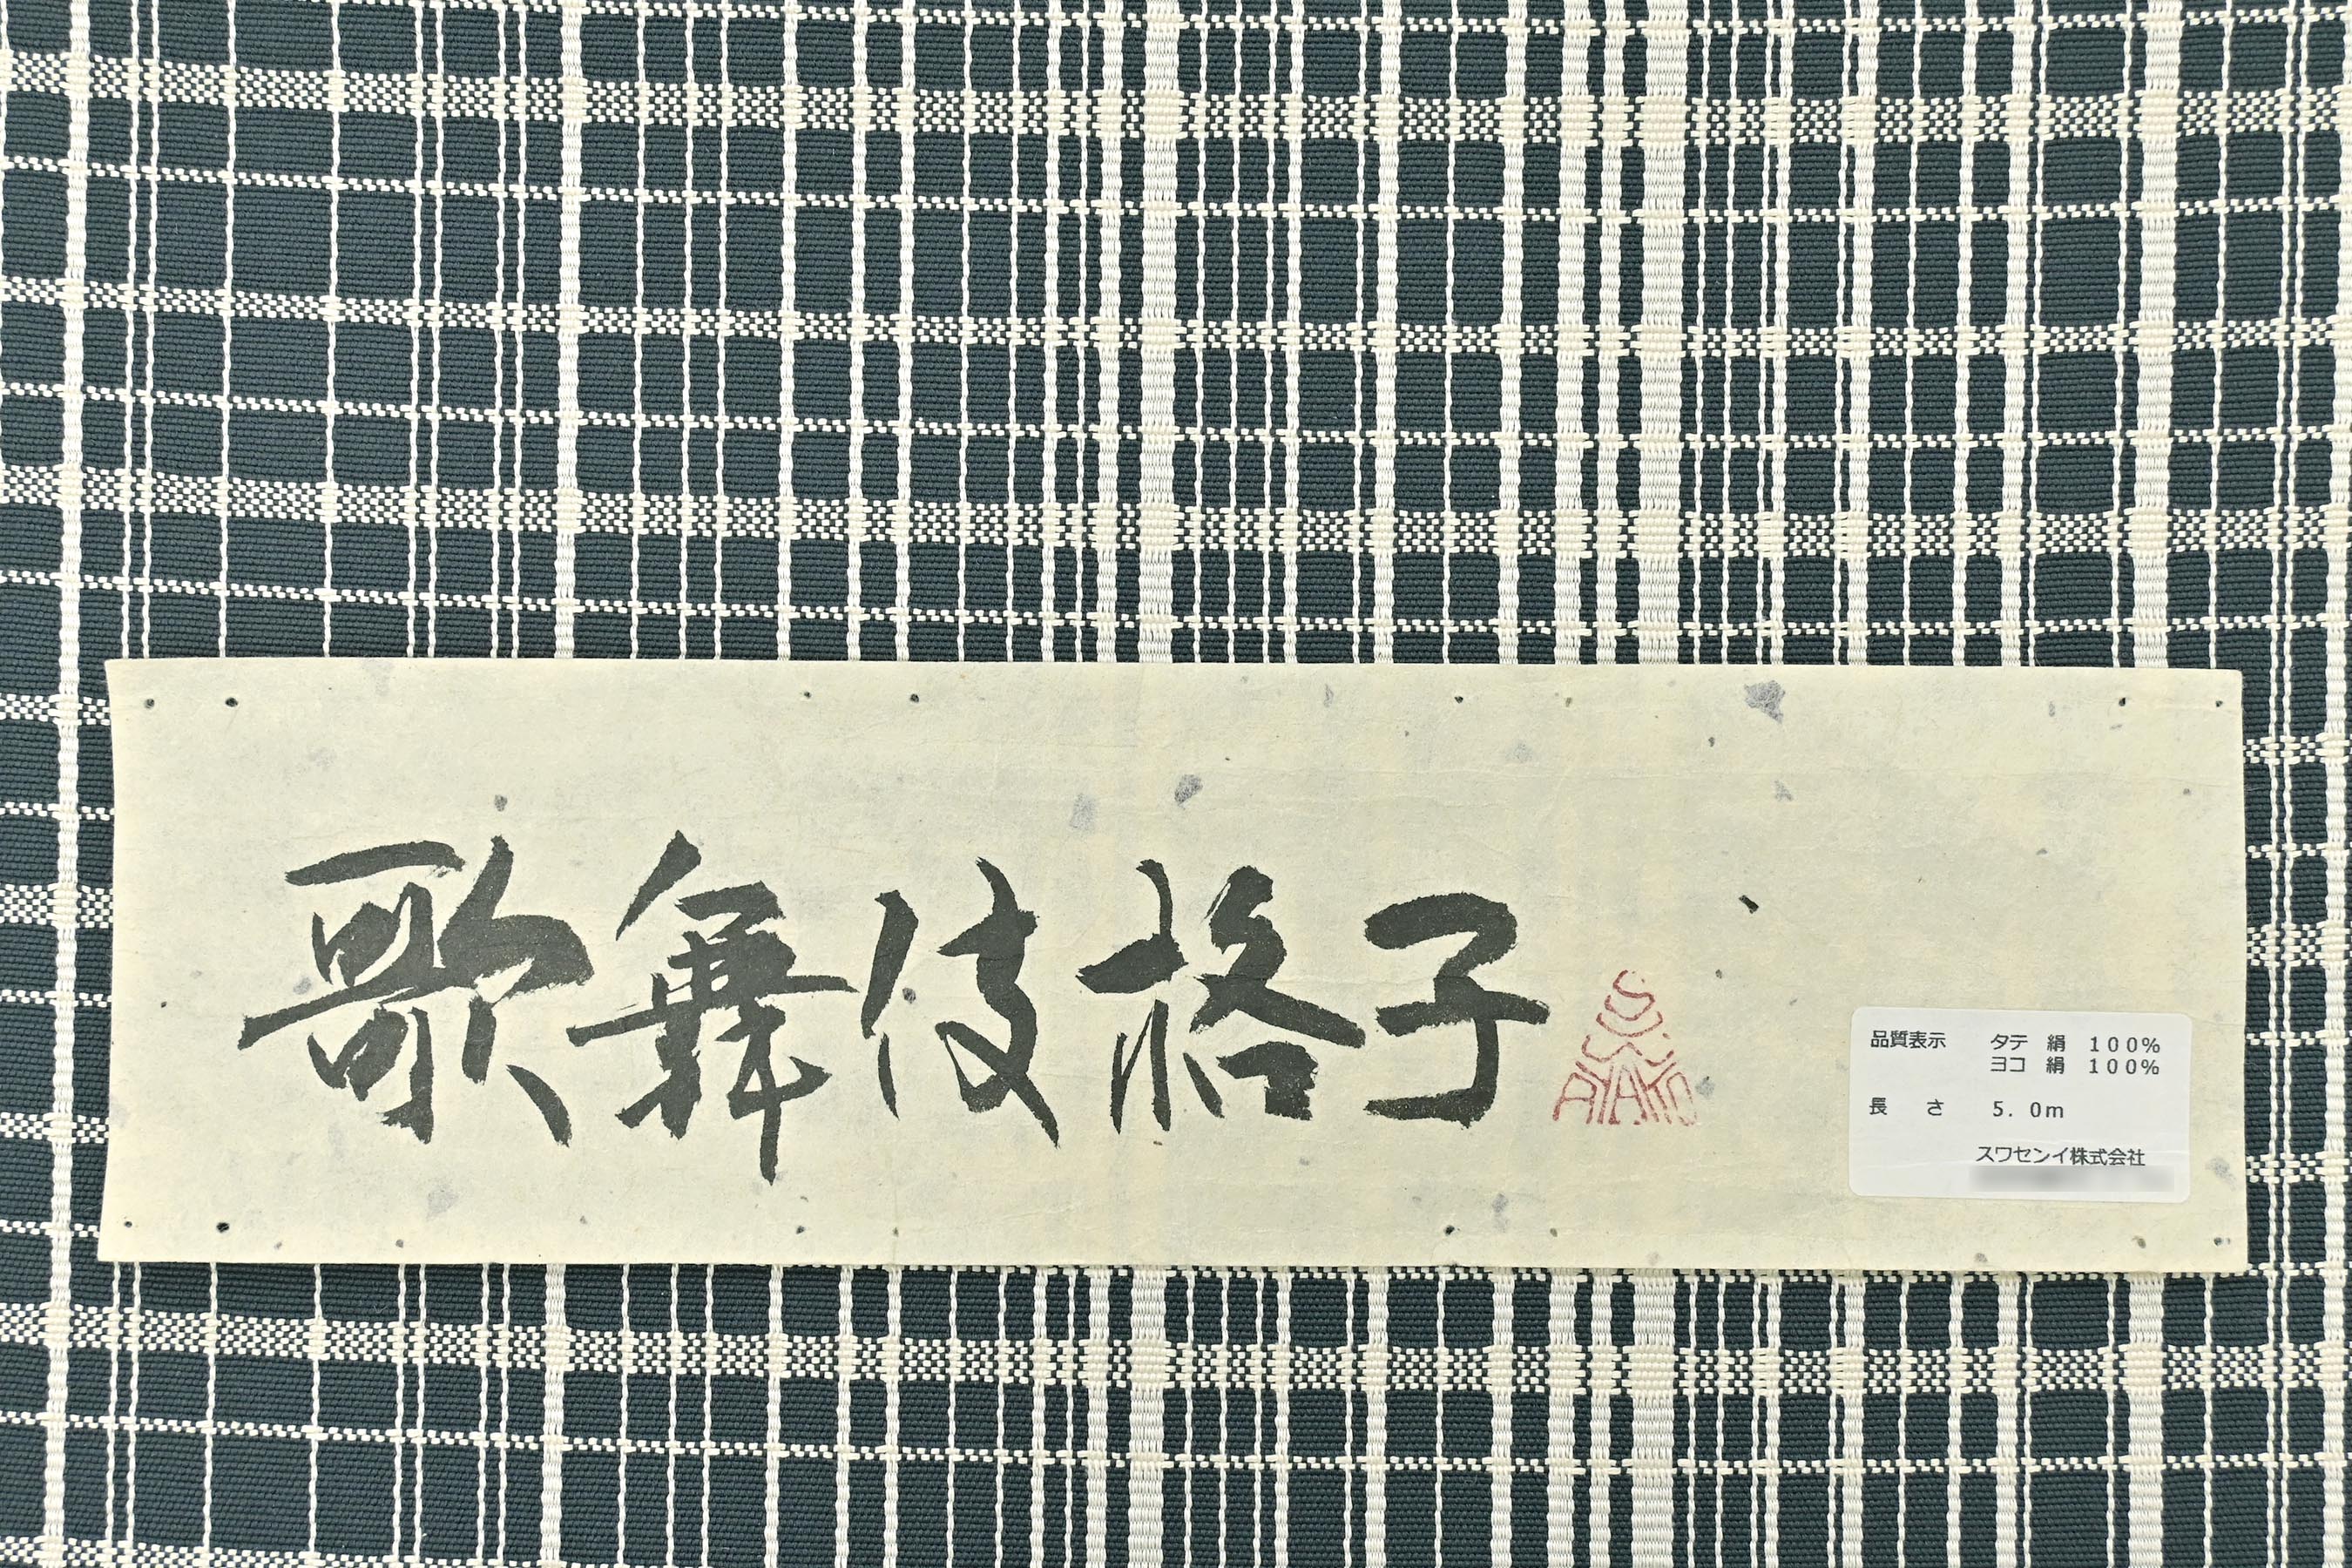 歌舞伎格子
AYAKO
品質表示 タテ 絹 100%
ヨコ 絹 100%
長さ 5.0m
スワセンイ株式会社